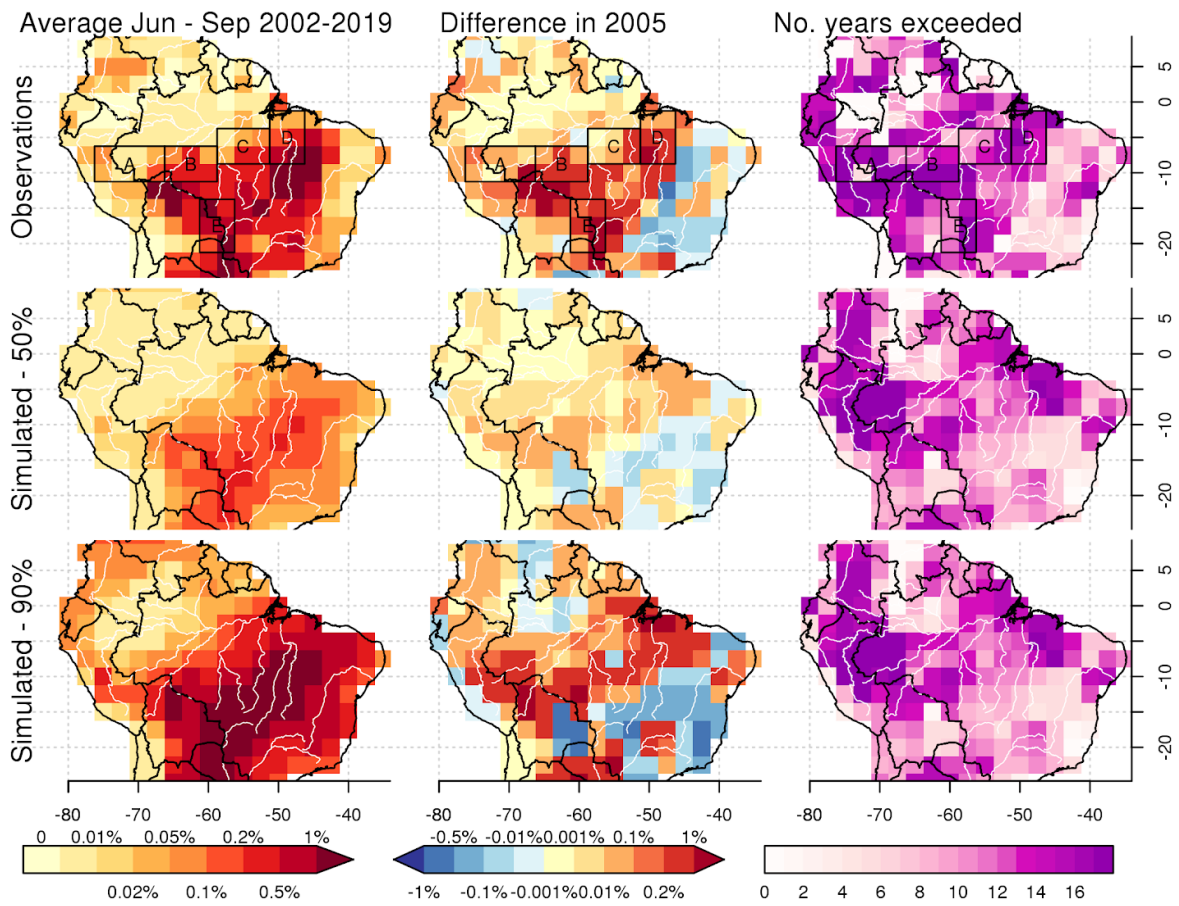 Average Jun - Sep 2002-2019
Difference in 2005
No. years exceeded
Observations
A
B
C
D
E
A
B
C
D
E
A
B
C
D
E
5
0
-10
-20
Simulated - 50%
5
0
-10
-20
Simulated - 90%
5
0
-10
-20
-80 -70 -60 -50 -40
-80 -70 -60 -50 -40
-80 -70 -60 -50 -40
0 0.01% 0.05% 0.2% 1%
0.02% 0.1% 0.5%
-0.5% -0.01% 0.001% 0.1% 1%
-1% -0.1% -0.001% 0.01% 0.2%
0 2 4 6 8 10 12 14 16